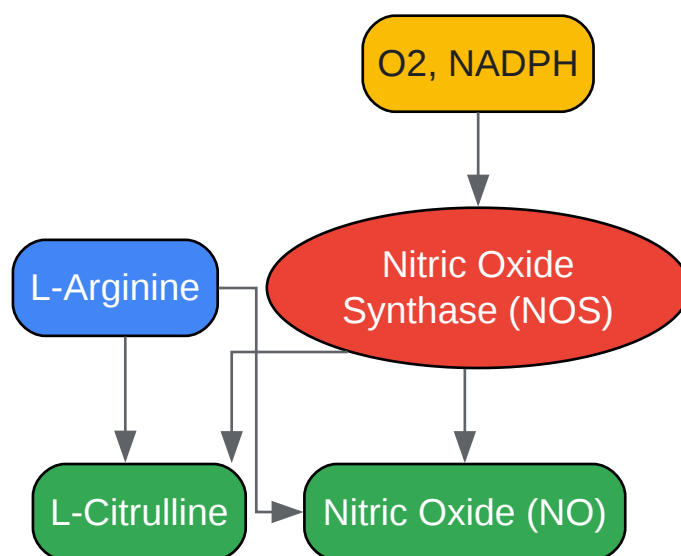 O2, NADPH
L-Arginine
Nitric Oxide
Synthase (NOS)
L-Citrulline
Nitric Oxide (NO)